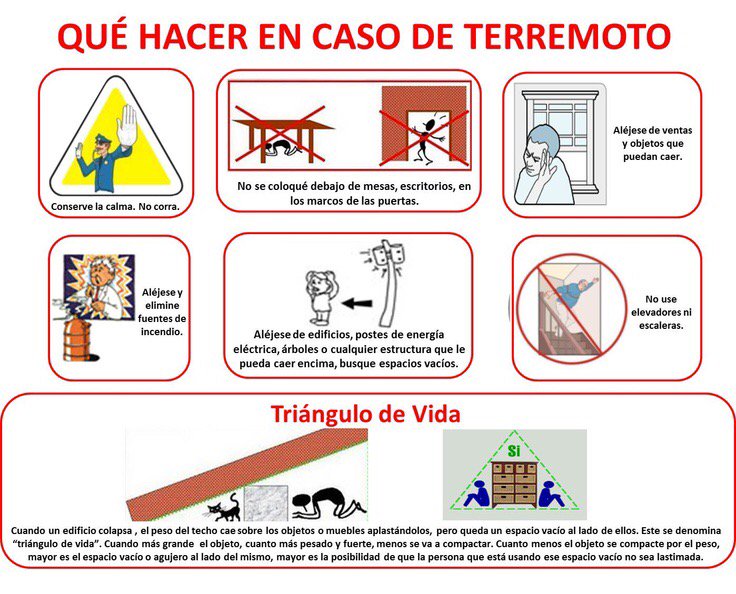 QUÉ HACER EN CASO DE TERREMOTO
Conserve la calma. No corra.
No se coloqué debajo de mesas, escritorios, en
los marcos de las puertas.
Aléjese de ventas
y objetos que
puedan caer.
Aléjese y
elimine
fuentes de
incendio.
Aléjese de edificios, postes de energía
eléctrica, árboles o cualquier estructura que le
pueda caer encima, busque espacios vacíos.
No use
elevadores ni
escaleras.
Triángulo de Vida
Si
Cuando un edificio colapsa , el peso del techo cae sobre los objetos o muebles aplastándolos, pero queda un espacio vacío al lado de ellos. Este se denomina
“triángulo de vida”. Cuando más grande el objeto, cuanto más pesado y fuerte, menos se va a compactar. Cuanto menos el objeto se compacte por el peso,
mayor es el espacio vacío o agujero al lado del mismo, mayor es la posibilidad de que la persona que está usando ese espacio vacío no sea lastimada.